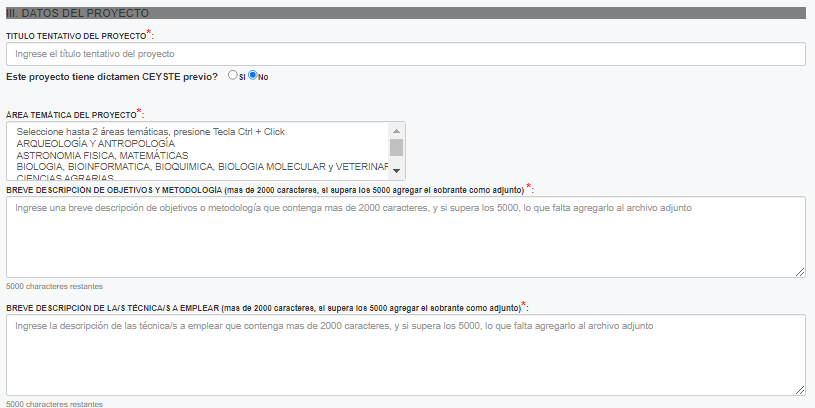 III. DATOS DEL PROYECTO
TITULO TENTATIVO DEL PROYECTO*:
Ingrese el título tentativo del proyecto
Este proyecto tiene dictamen CEYSTE previo? SI No
ÁREA TEMÁTICA DEL PROYECTO*:
Seleccione hasta 2 áreas temáticas, presione Tecla Ctrl + Click
ARQUEOLOGÍA Y ANTROPOLOGÍA
ASTRONOMIA FISICA, MATEMÁTICAS
BIOLOGIA, BIOINFORMATICA, BIOQUIMICA, BIOLOGIA MOLECULAR y VETERINAR
CIENCIAS AGRARIAS
BREVE DESCRIPCIÓN DE OBJETIVOS Y METODOLOGÍA (mas de 2000 caracteres, si supera los 5000 agregar el sobrante como adjunto) *:
Ingrese una breve descripción de objetivos o metodología que contenga mas de 2000 caracteres, y si supera los 5000, lo que falta agregarlo al archivo adjunto
5000 characteres restantes
BREVE DESCRIPCIÓN DE LA/S TÉCNICA/S A EMPLEAR (mas de 2000 caracteres, si supera los 5000 agregar el sobrante como adjunto)*:
Ingrese la descripción de las técnica/s a emplear que contenga mas de 2000 caracteres, y si supera los 5000, lo que falta agregarlo al archivo adjunto
5000 characteres restantes